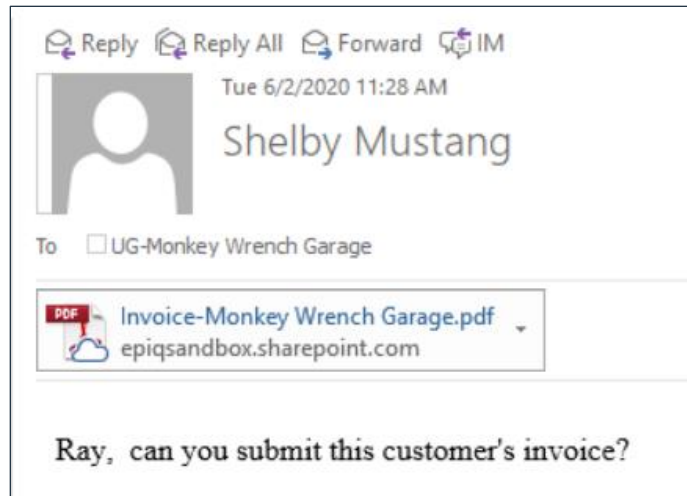 Reply Reply All Forward IM
Tue 6/2/2020 11:28 AM
Shelby Mustang
To UG-Monkey Wrench Garage
PDF
Invoice-Monkey Wrench Garage.pdf
epiqsandbox.sharepoint.com
Ray, can you submit this customer's invoice?